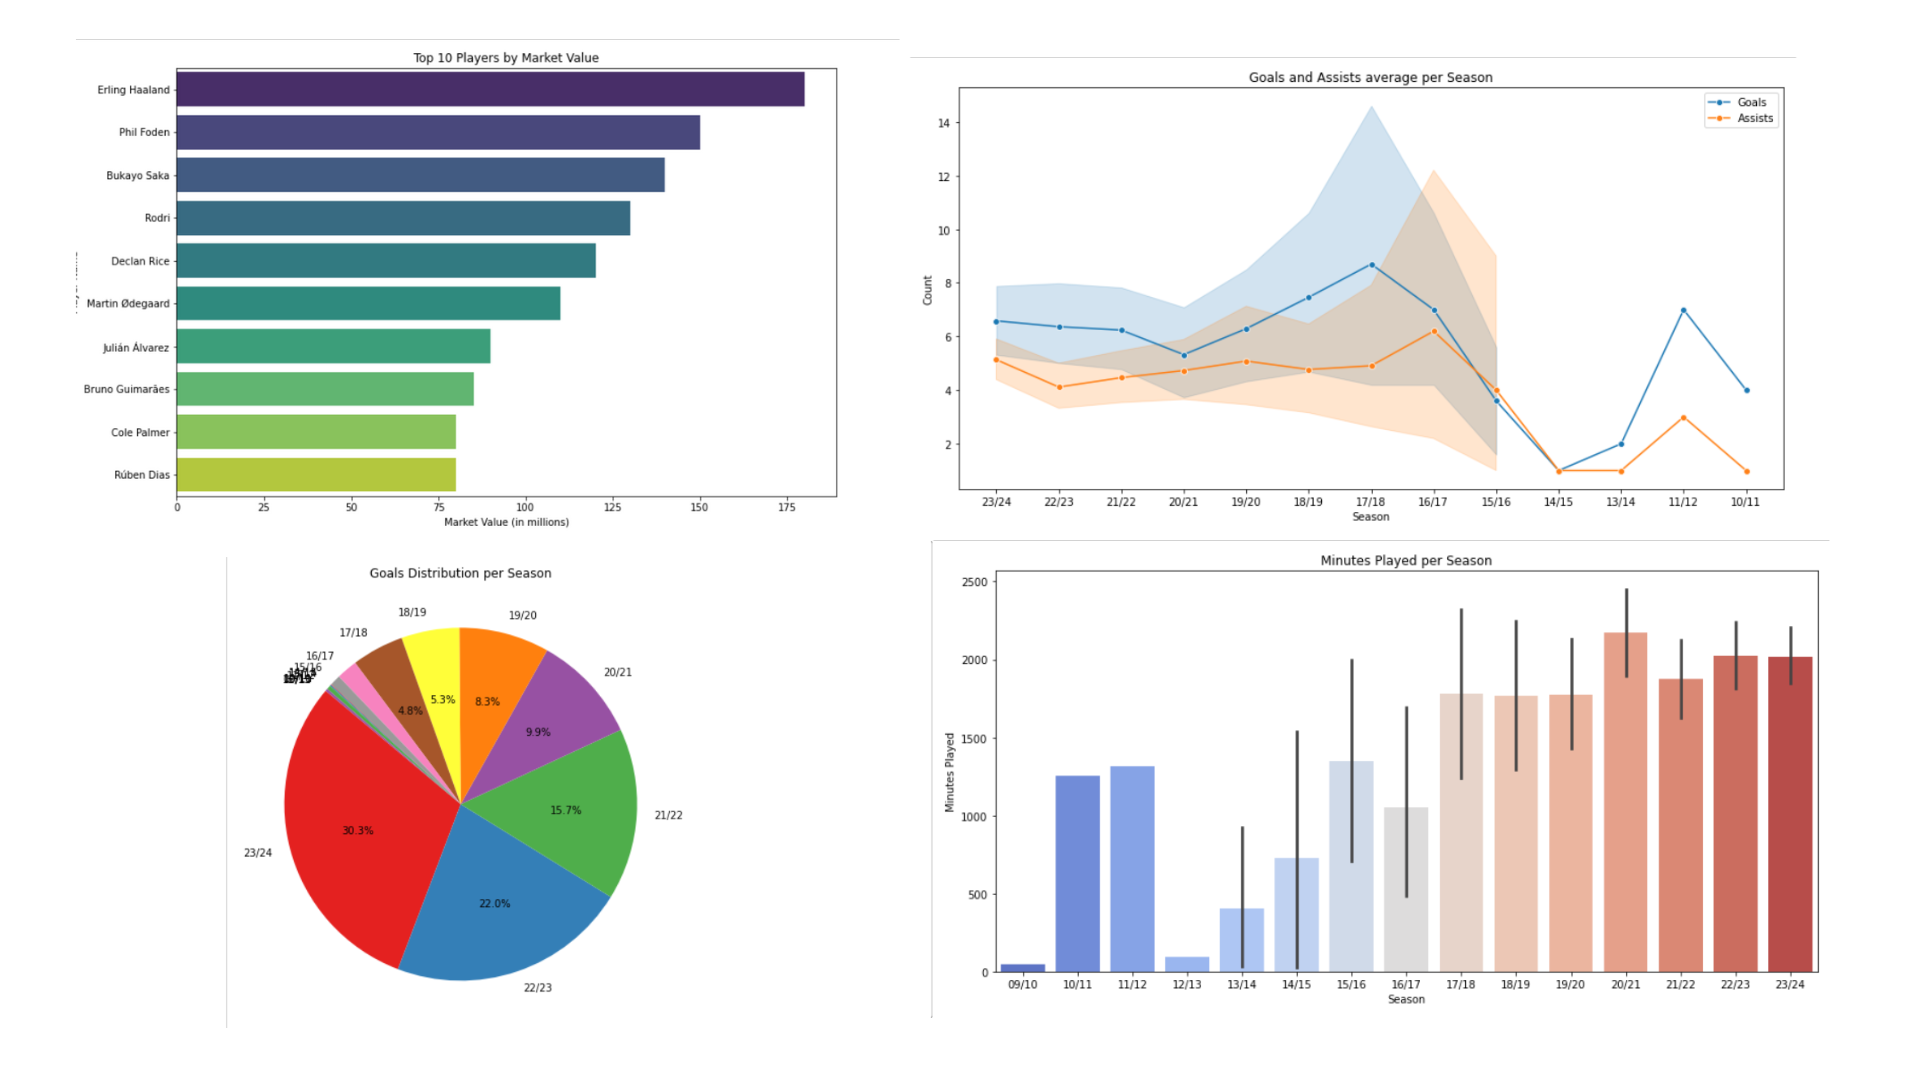 Top 10 Players by Market Value
Erling Haaland
Phil Foden
Bukayo Saka
Rodri
Declan Rice
Martin Ødegaard
Julián Álvarez
Bruno Guimarães
Cole Palmer
Rúben Dias
0 25 50 75 100 125 150 175
Market Value (in millions)
Goals and Assists average per Season
Goals
Assists
14
12
10
8
6
4
2
Count
23/24 22/23 21/22 20/21 19/20 18/19 17/18 16/17 15/16 14/15 13/14 11/12 10/11
Season
Goals Distribution per Season
18/19
19/20
17/18
16/17
15/16
20/21
5.3%
8.3%
4.8%
9.9%
15.7%
21/22
30.3%
23/24
22.0%
22/23
Minutes Played per Season
2500
2000
1500
1000
500
0
Minutes Played
09/10 10/11 11/12 12/13 13/14 14/15 15/16 16/17 17/18 18/19 19/20 20/21 21/22 22/23 23/24
Season